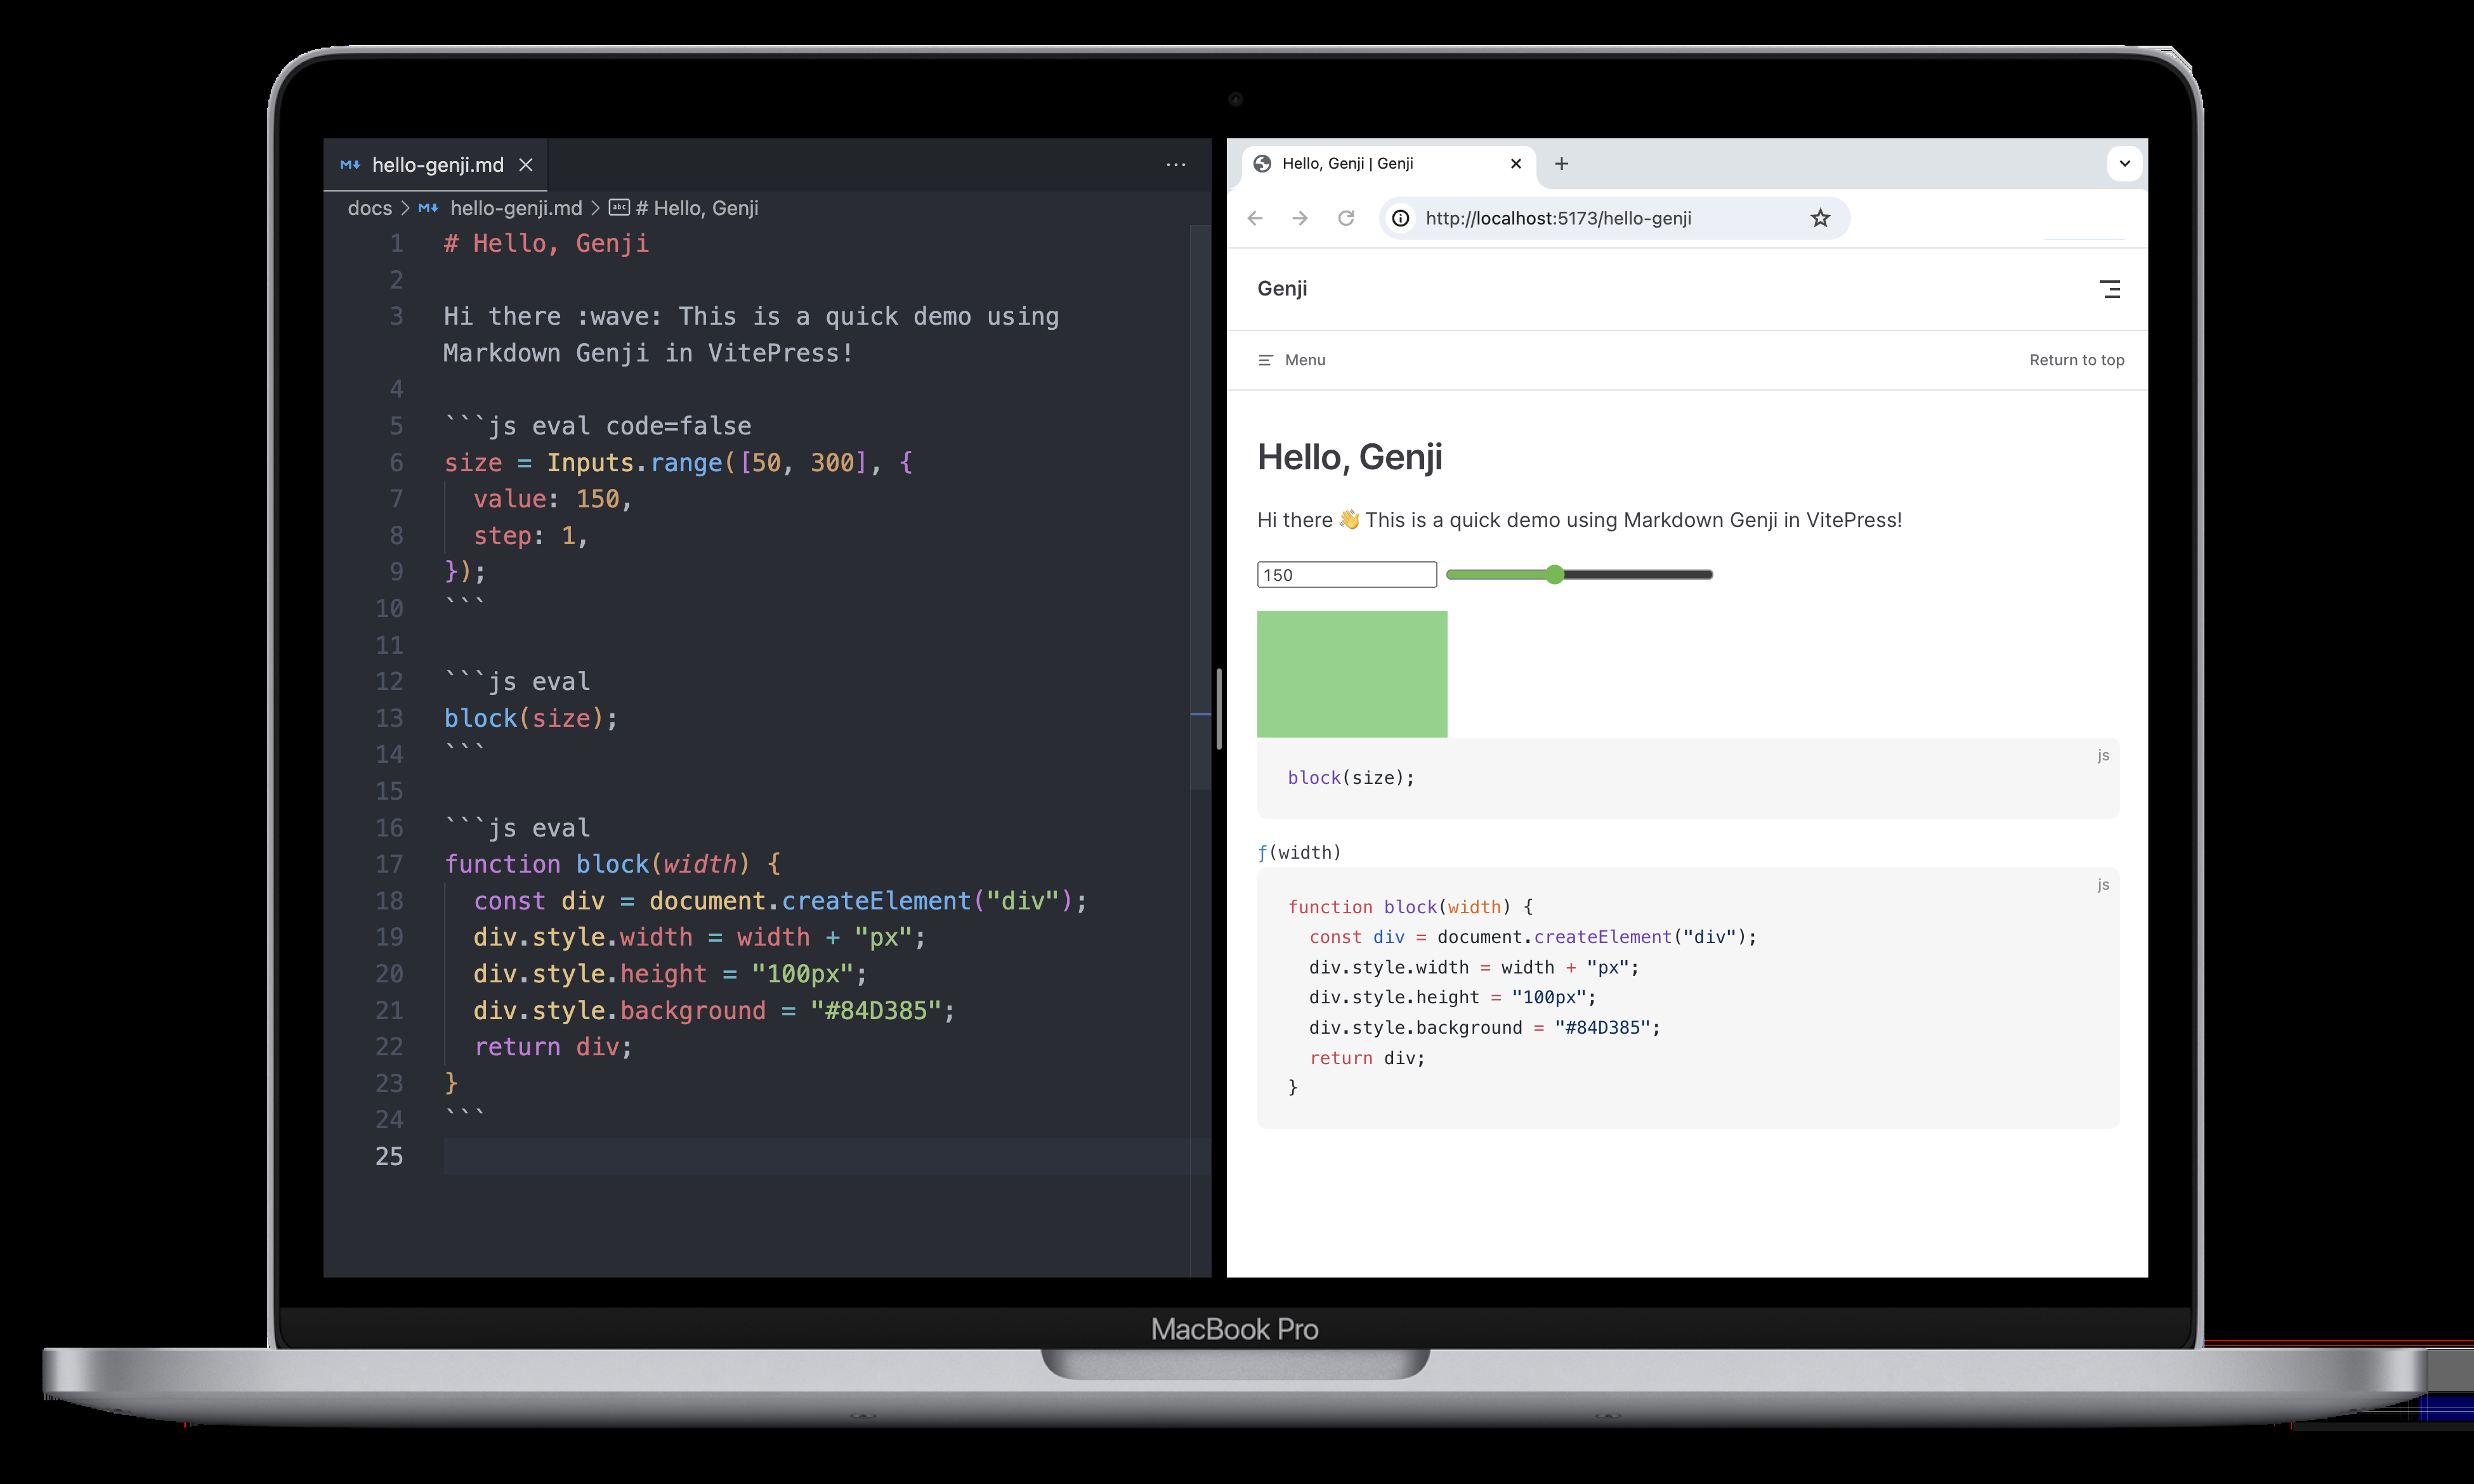 hello-genji.md
docs > hello-genji.md > # Hello, Genji
1 # Hello, Genji
2
3 Hi there :wave: This is a quick demo using
Markdown Genji in VitePress!
4
5 ```js eval code=false
6 size = Inputs.range([50, 300], {
7   value: 150,
8   step: 1,
9 });
10 ```
11
12 ```js eval
13 block(size);
14 ```
15
16 ```js eval
17 function block(width) {
18   const div = document.createElement("div");
19   div.style.width = width + "px";
20   div.style.height = "100px";
21   div.style.background = "#84D385";
22   return div;
23 }
24 ```
25
Hello, Genji | Genji
http://localhost:5173/hello-genji
Genji
Menu
Return to top
Hello, Genji
Hi there 👋 This is a quick demo using Markdown Genji in VitePress!
150
js
block(size);
ƒ(width)
js
function block(width) {
  const div = document.createElement("div");
  div.style.width = width + "px";
  div.style.height = "100px";
  div.style.background = "#84D385";
  return div;
}
MacBook Pro